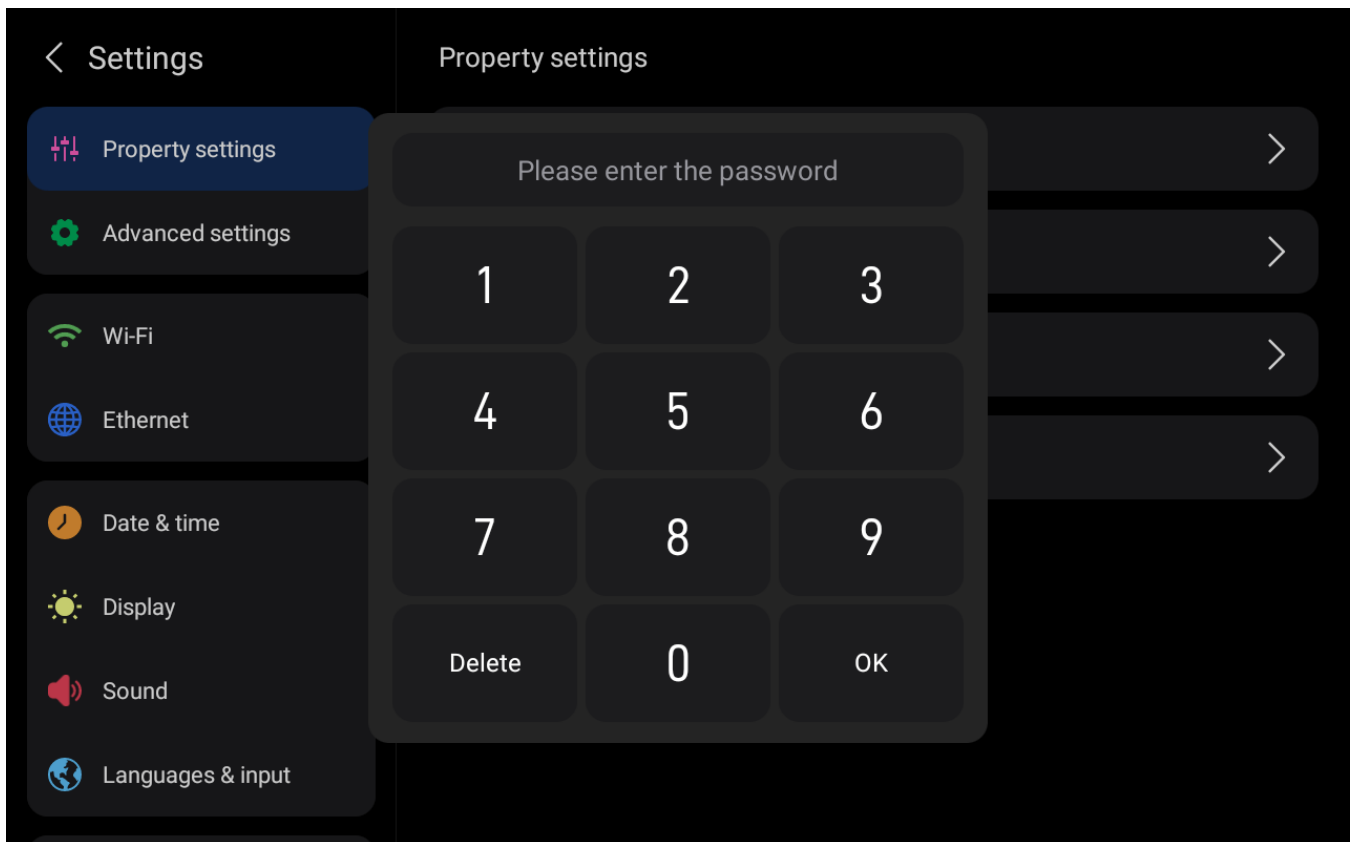 Settings
Property settings
Advanced settings
Wi-Fi
Ethernet
Date & time
Display
Sound
Languages & input
Property settings
Please enter the password
1 2 3
4 5 6
7 8 9
Delete 0 OK